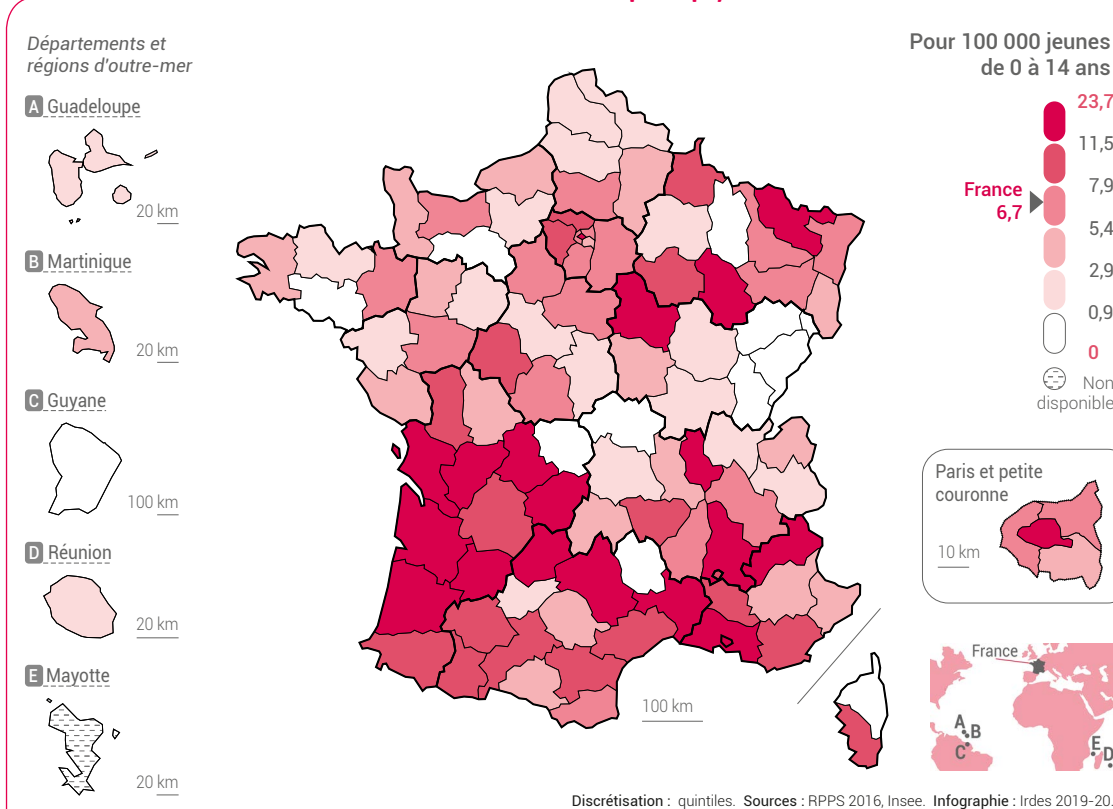 Départements et
régions d'outre-mer
A Guadeloupe
20 km
B Martinique
20 km
C Guyane
100 km
D Réunion
20 km
E Mayotte
20 km
100 km
Pour 100 000 jeunes
de 0 à 14 ans
23,7
11,5
7,9
France
6,7
5,4
2,9
0,9
0
Non
disponible
Paris et petite
couronne
10 km
France
A
B
C
E
D
Discrétisation : quintiles. Sources : RPPS 2016, Insee. Infographie : Irdes 2019-20.